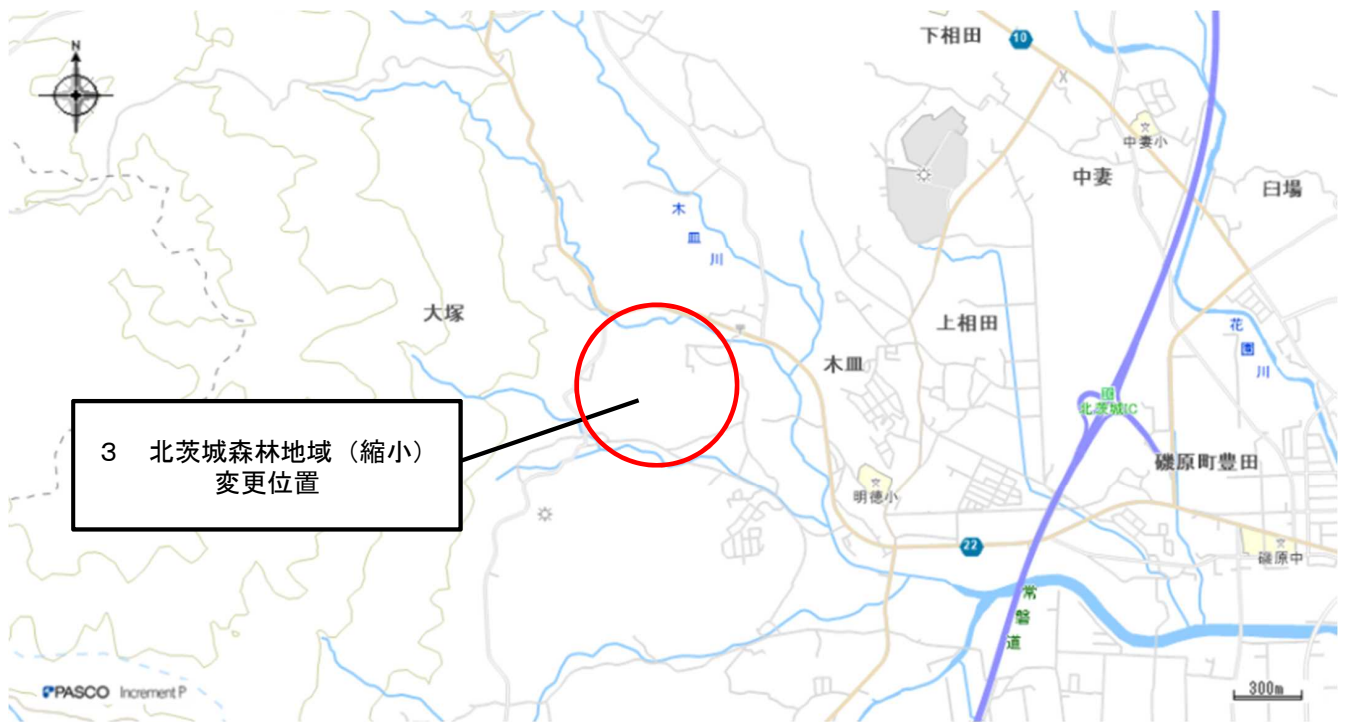 N
下相田
10
中妻小
中妻
臼場
木
皿
川
大塚
上相田
花
園
川
木皿
北茨城IC
3 北茨城森林地域（縮小）
変更位置
磯原町豊田
明徳小
22
磯原中
常
磐
道
PASCO Increment P
300m